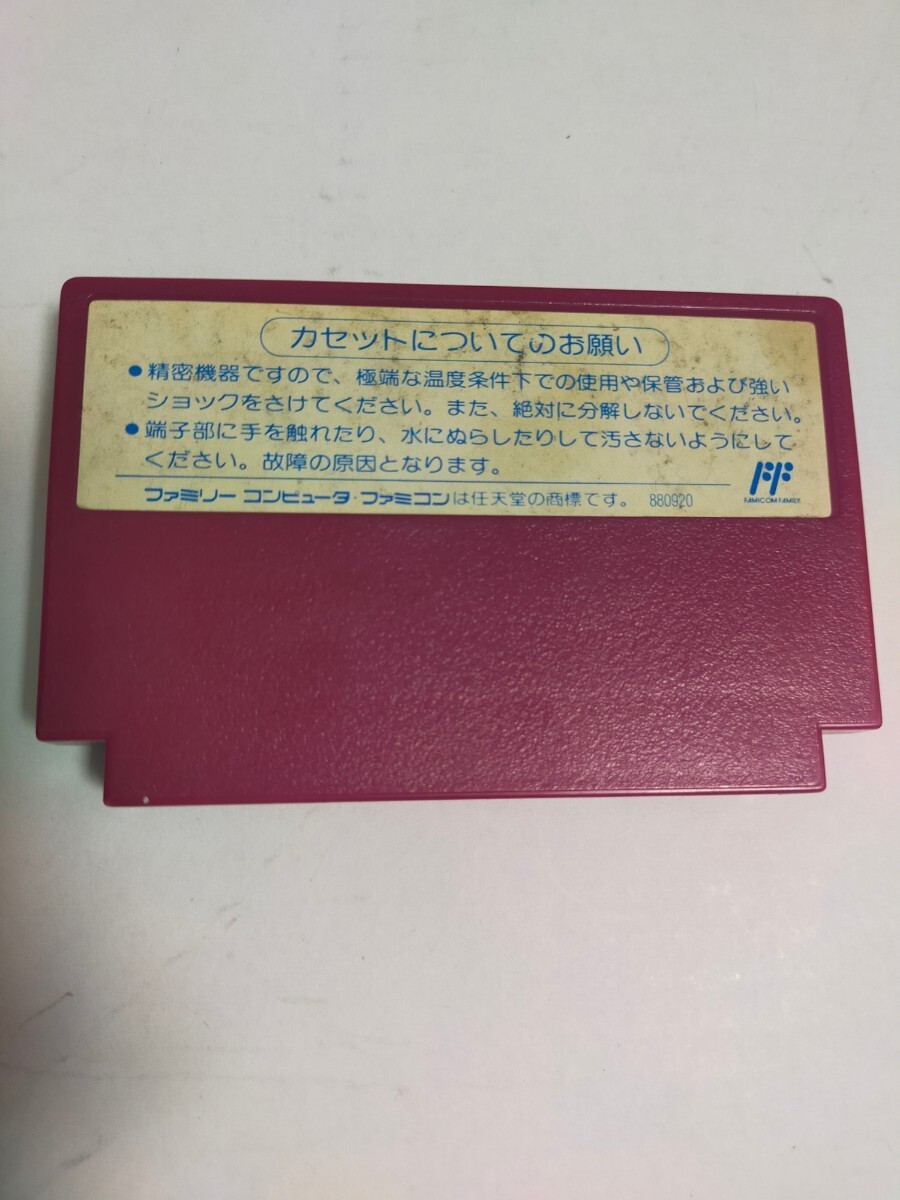 カセットについてのお願い
●精密機器ですので、極端な温度条件下での使用や保管および強い
ショックをさけてください。また、絶対に分解しないでください。
●端子部に手を触れたり、水にぬらしたりして汚さないようにして
ください。故障の原因となります。
ファミリー コンピュータ・ファミコンは任天堂の商標です。 880920
FAMICOM FAMILY